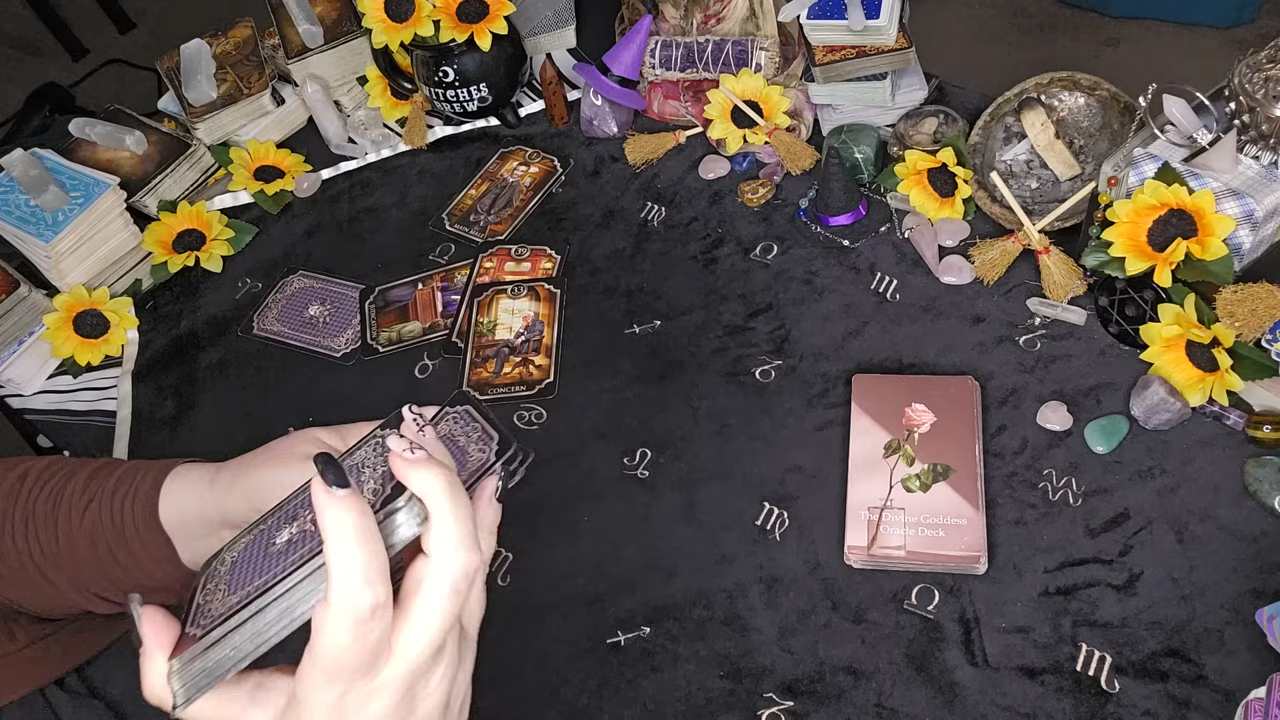 WITCHES
BREW
MAIN MALE
39
33
CONCERN
The Divine Goddess
Oracle Deck